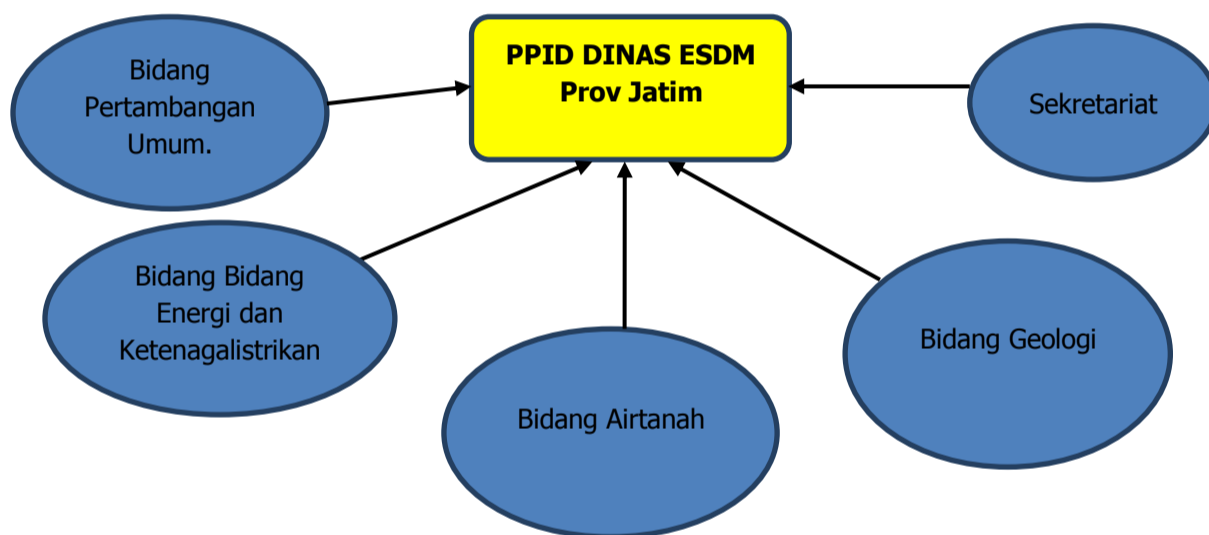 Bidang
Pertambangan
Umum.
PPID DINAS ESDM
Prov Jatim
Sekretariat
Bidang Bidang
Energi dan
Ketenagalistrikan
Bidang Airtanah
Bidang Geologi